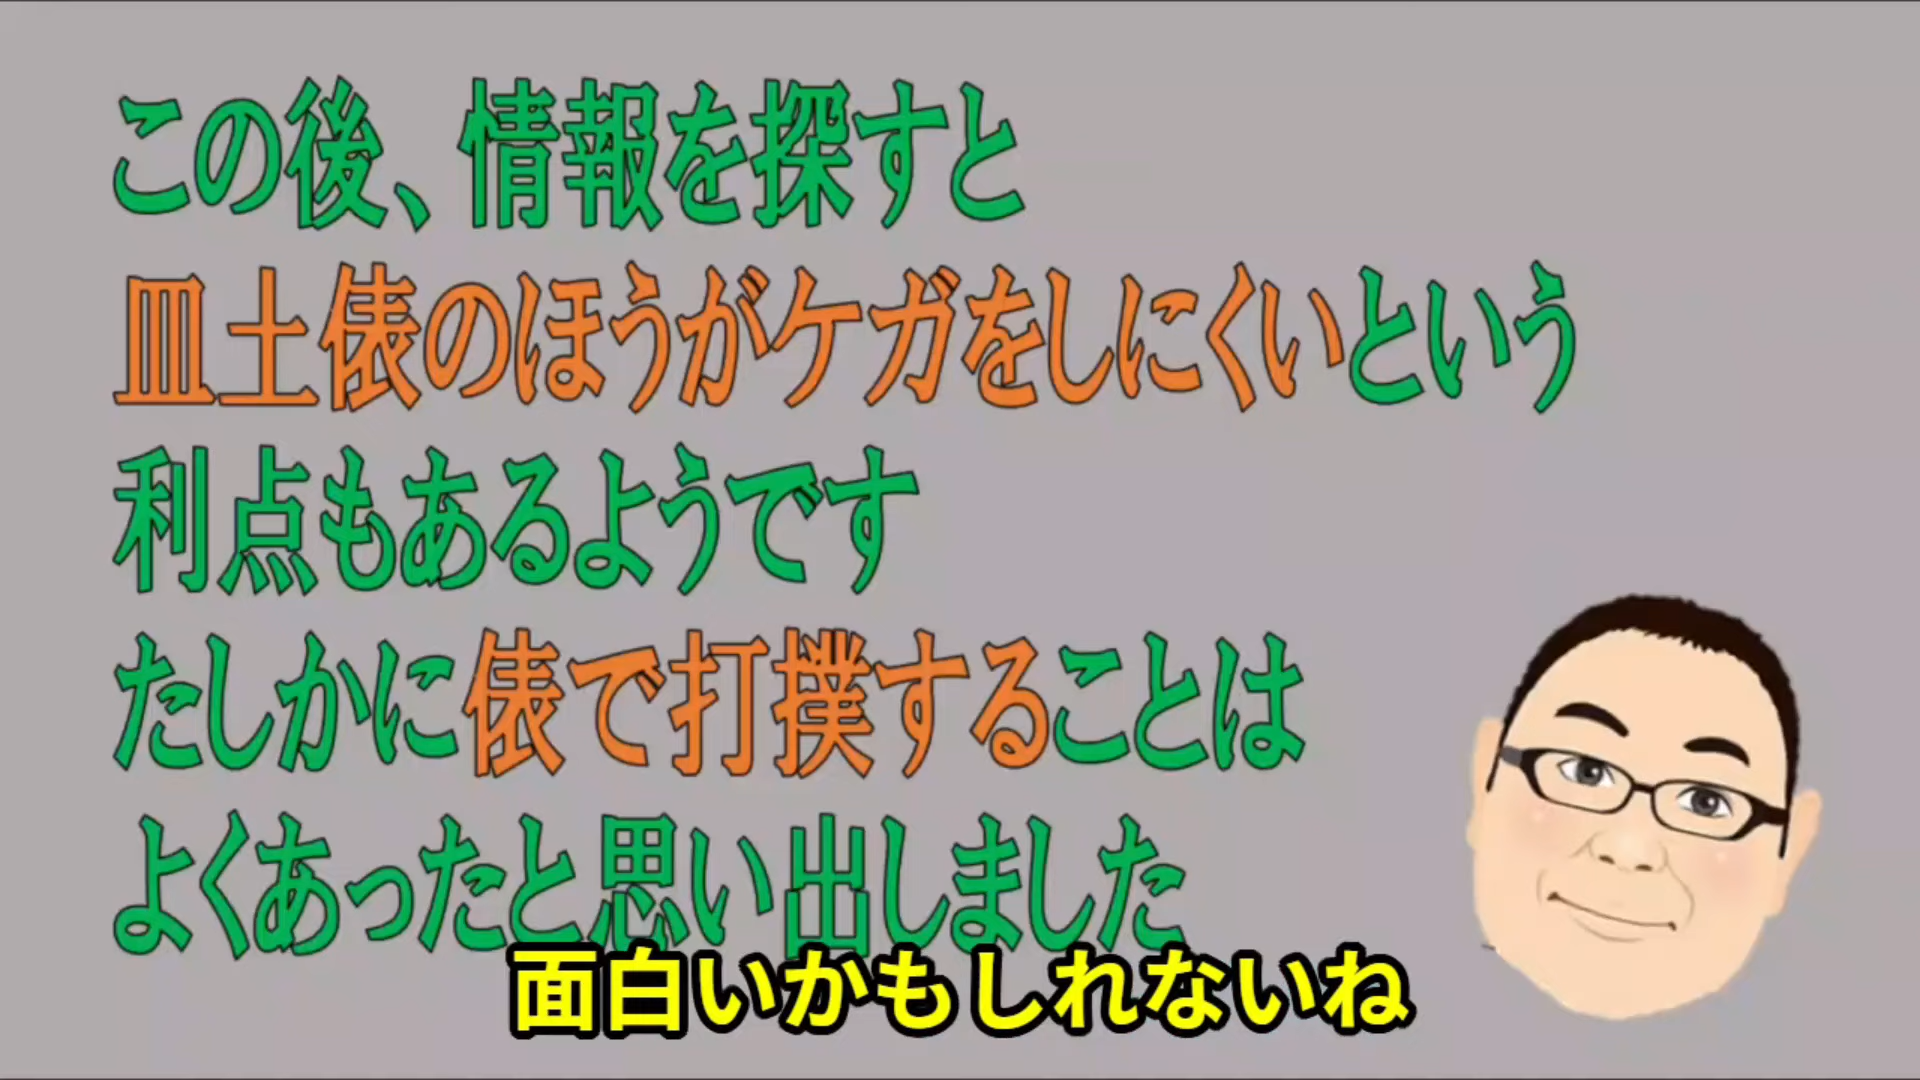 この後、情報を探すと
皿土俵のほうがケガをしにくいという
利点もあるようです
たしかに俵で打撲することは
よくあったと思い出しました
面白いかもしれないね